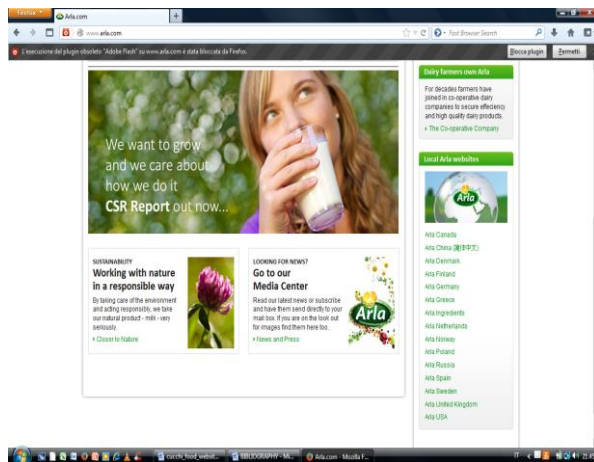 Firefox
Arla.com
www.arla.com
L'esecuzione del plugin obsoleto "Adobe Flash" su www.arla.com è stata bloccata da Firefox.
Blocca plugin
Permetti
We want to grow
and we care about
how we do it
CSR Report out now...
SUSTAINABILITY
Working with nature
in a responsible way
By taking care of the environment
and acting responsibly, we take
our natural product - milk - very
seriously.
Closer to Nature
LOOKING FOR NEWS?
Go to our
Media Center
Read our latest news or subscribe
and have them send directly to your
mail box. If you are on the look out
for images find them here too.
News and Press
Arla
Dairy farmers own Arla
For decades farmers have
joined in co-operative dairy
companies to secure effeciency
and high quality dairy products.
The Co-operative Company
Local Arla websites
Arla
Arla Canada
Arla Denmark
Arla Finland
Arla Germany
Arla Greece
Arla Ingredients
Arla Netherlands
Arla Norway
Arla Poland
Arla Russia
Arla Spain
Arla Sweden
Arla United Kingdom
Arla USA
cucchi_food_websit...
BIBLIOGRAPHY - Mi...
Arla.com - Mozilla F...
IT
21.45